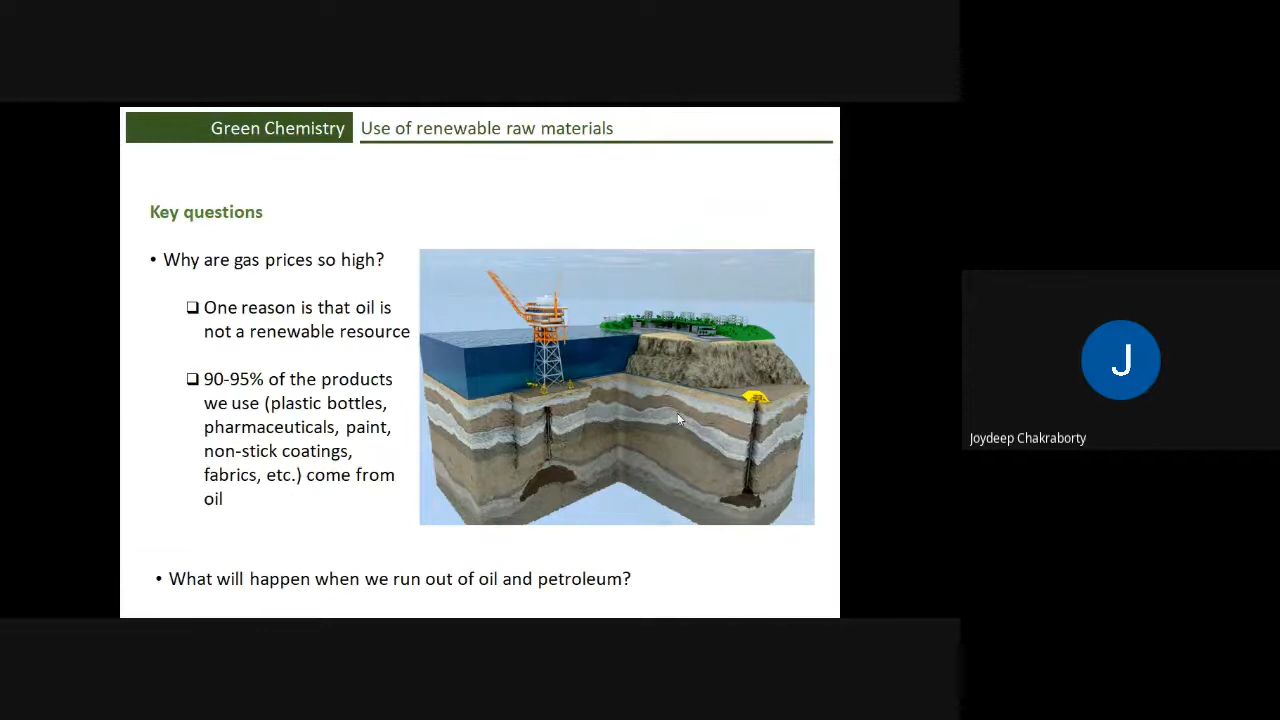 Green Chemistry Use of renewable raw materials
Key questions
• Why are gas prices so high?
❑ One reason is that oil is
not a renewable resource
❑ 90-95% of the products
we use (plastic bottles,
pharmaceuticals, paint,
non-stick coatings,
fabrics, etc.) come from
oil
• What will happen when we run out of oil and petroleum?
J
Joydeep Chakraborty